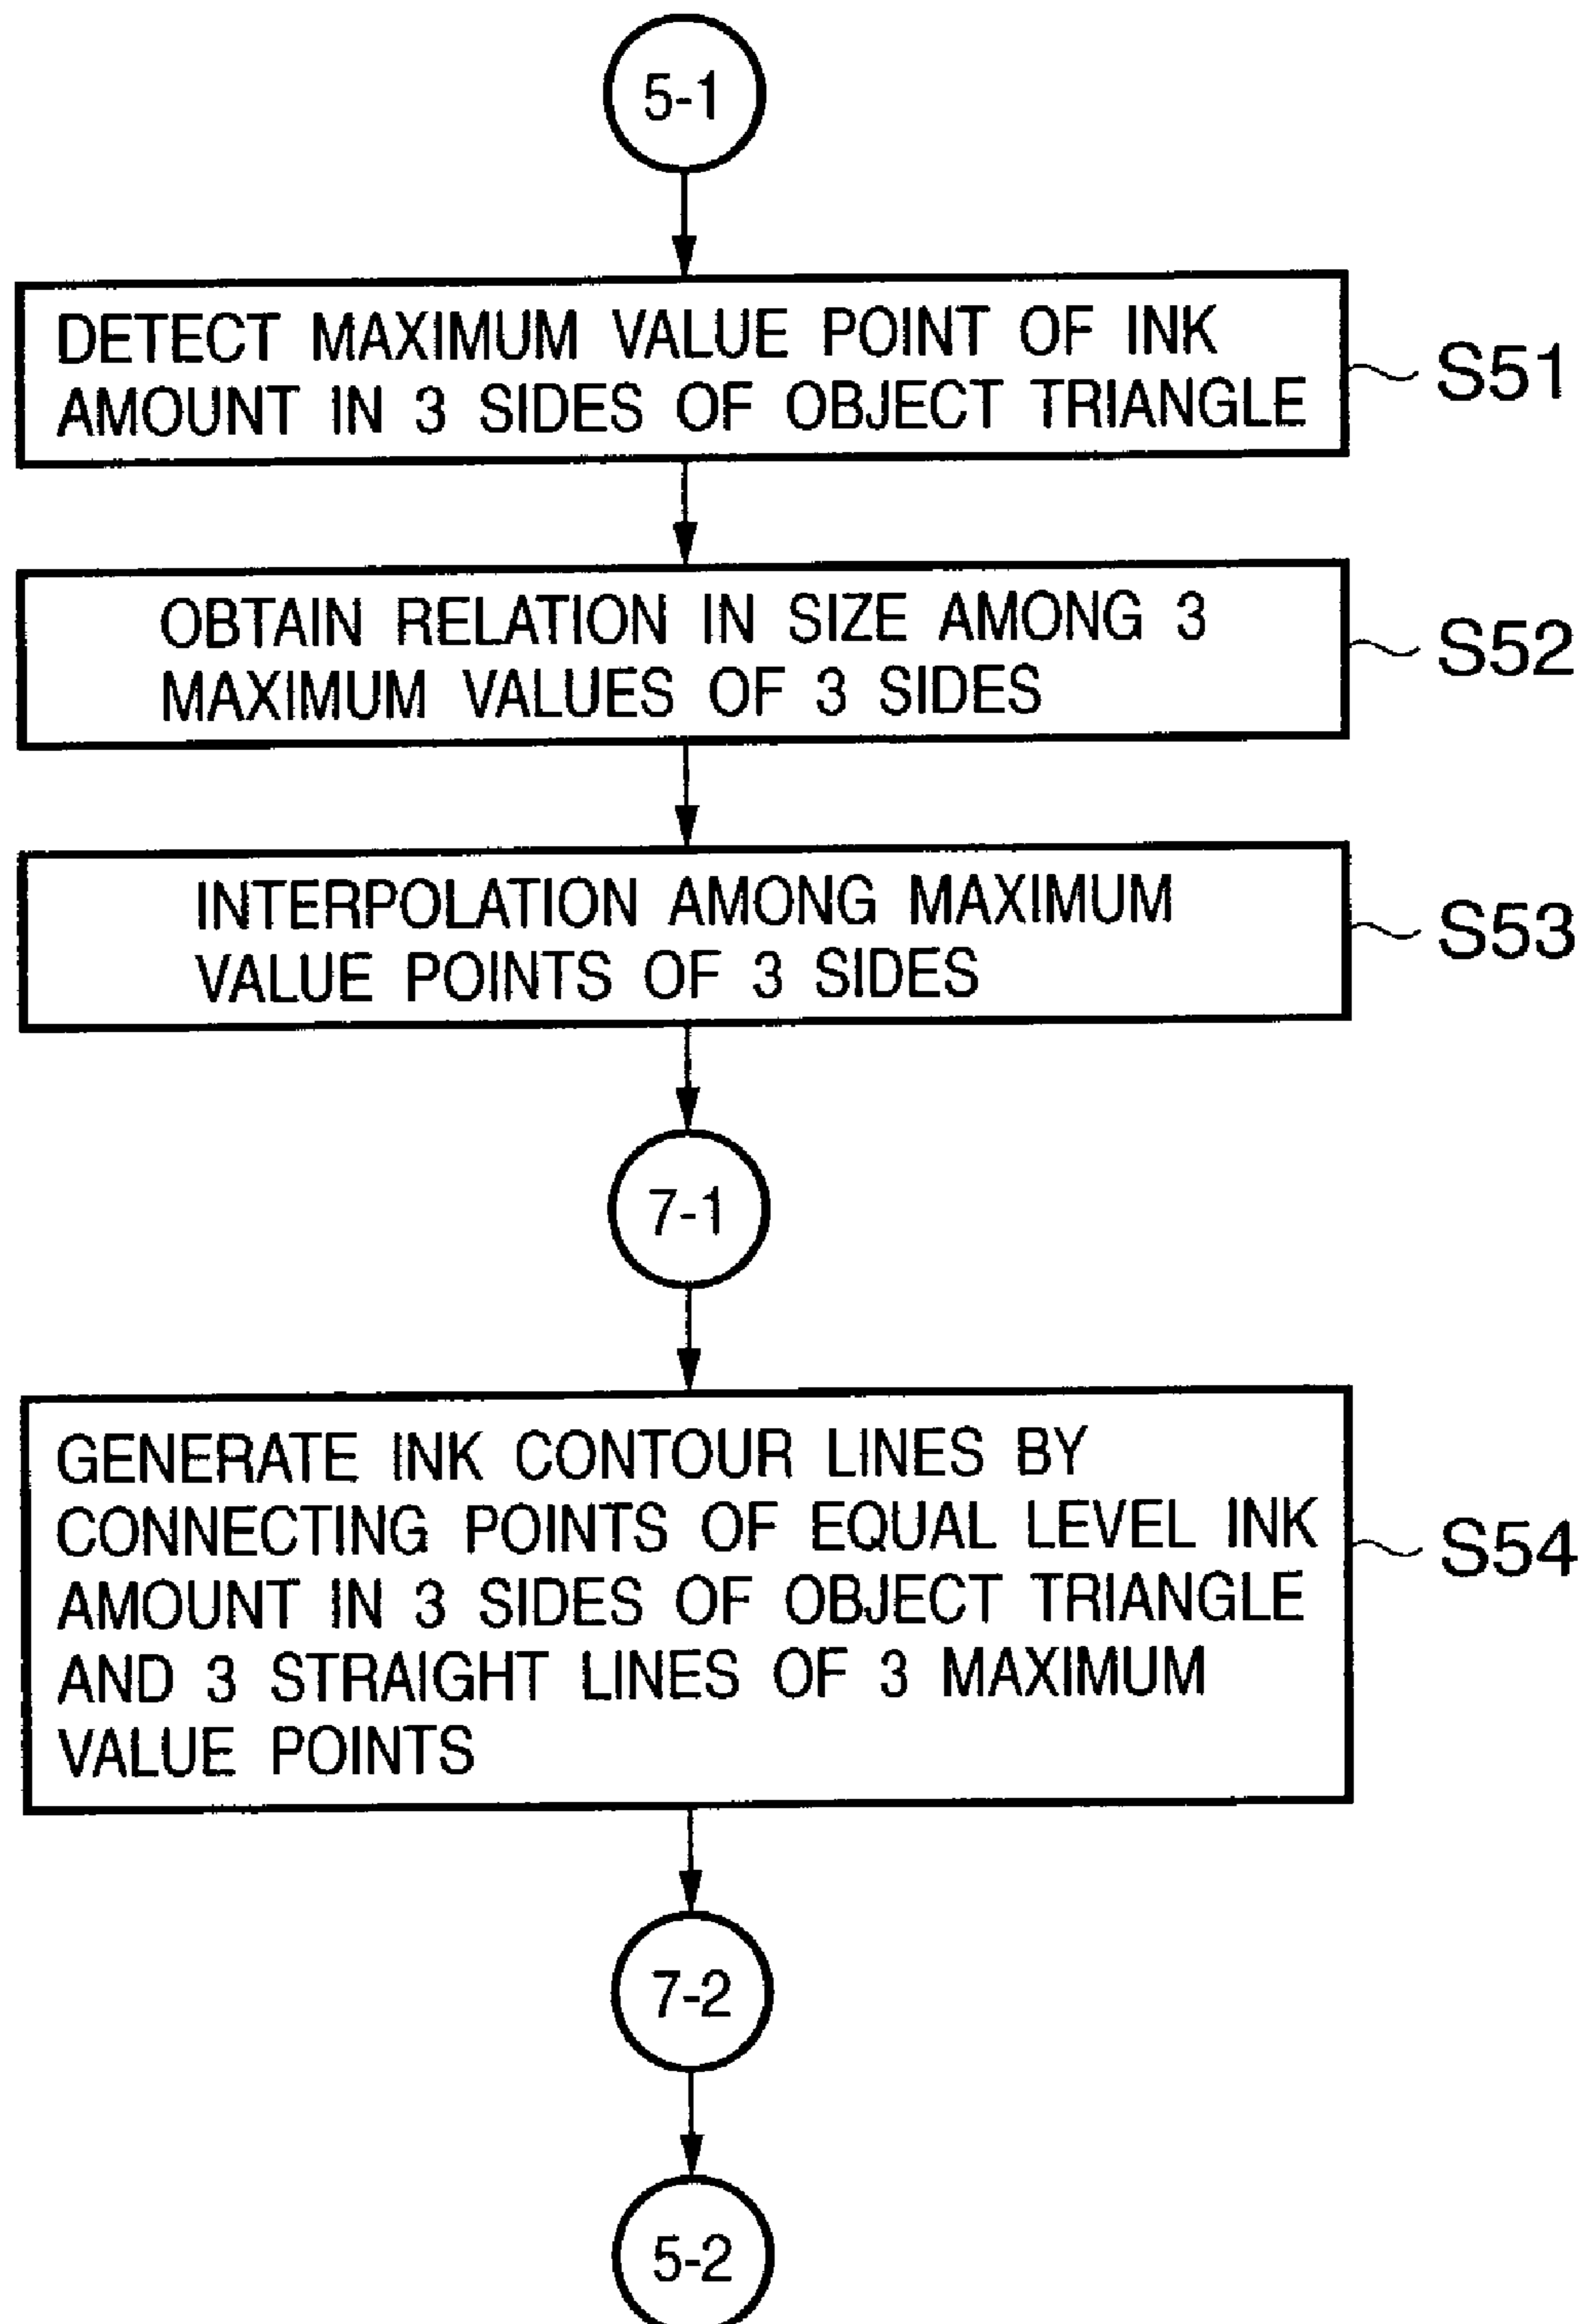 5-1
DETECT MAXIMUM VALUE POINT OF INK
AMOUNT IN 3 SIDES OF OBJECT TRIANGLE
S51
OBTAIN RELATION IN SIZE AMONG 3
MAXIMUM VALUES OF 3 SIDES
S52
INTERPOLATION AMONG MAXIMUM
VALUE POINTS OF 3 SIDES
S53
7-1
GENERATE INK CONTOUR LINES BY
CONNECTING POINTS OF EQUAL LEVEL INK
AMOUNT IN 3 SIDES OF OBJECT TRIANGLE
AND 3 STRAIGHT LINES OF 3 MAXIMUM
VALUE POINTS
S54
7-2
5-2